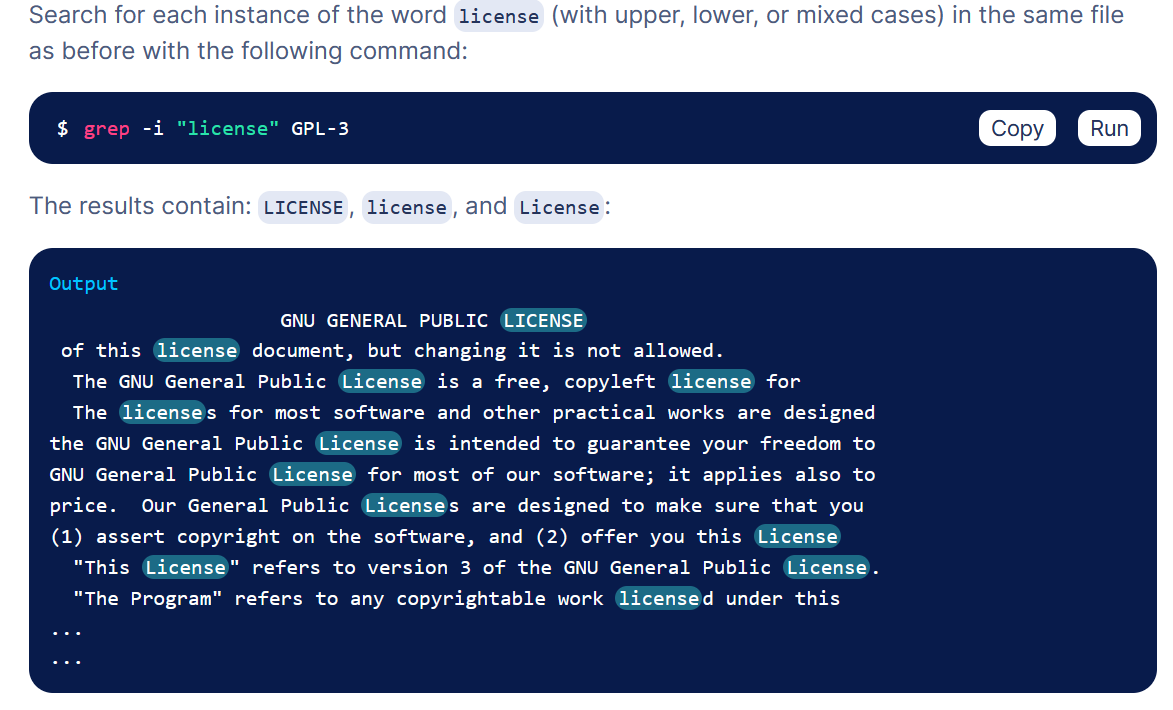 Search for each instance of the word license (with upper, lower, or mixed cases) in the same file
as before with the following command:
$ grep -i "license" GPL-3
Copy
Run
The results contain: LICENSE, license, and License:
Output
                    GNU GENERAL PUBLIC LICENSE
 of this license document, but changing it is not allowed.
  The GNU General Public License is a free, copyleft license for
  The licenses for most software and other practical works are designed
the GNU General Public License is intended to guarantee your freedom to
GNU General Public License for most of our software; it applies also to
price.  Our General Public Licenses are designed to make sure that you
(1) assert copyright on the software, and (2) offer you this License
  "This License" refers to version 3 of the GNU General Public License.
  "The Program" refers to any copyrightable work licensed under this
...
...